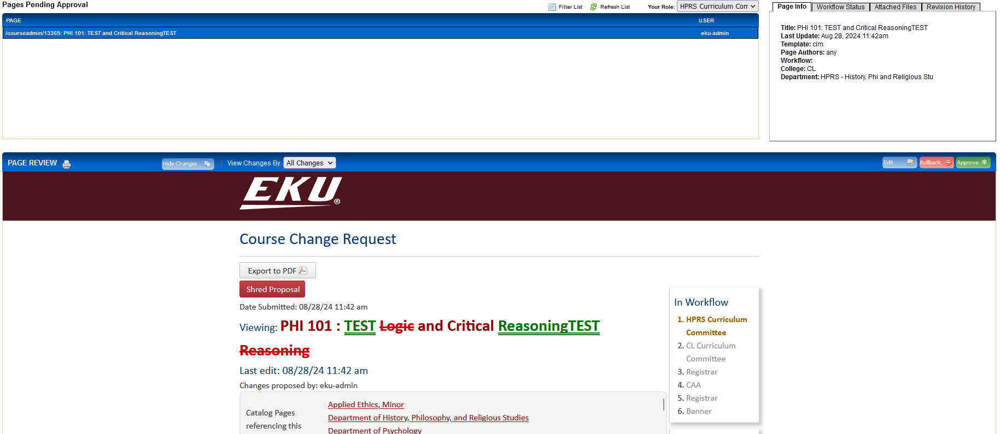 Pages Pending Approval
Filter List Refresh List Your Role: HPRS Curriculum Com
PAGE USER
/courseadmin/13365: PHI 101: TEST and Critical ReasoningTEST eku-admin
Page Info Workflow Status Attached Files Revision History
Title: PHI 101: TEST and Critical ReasoningTEST
Last Update: Aug 28, 2024 11:42am
Template: cim
Page Authors: any
Workflow:
College: CL
Department: HPRS - History, Phi and Religious Stu
PAGE REVIEW Hide Changes View Changes By: All Changes Edit Rollback Approve
EKU®
Course Change Request
Export to PDF
Shred Proposal
Date Submitted: 08/28/24 11:42 am
Viewing: PHI 101 : TEST Logic and Critical ReasoningTEST
Reasoning
Last edit: 08/28/24 11:42 am
Changes proposed by: eku-admin
Catalog Pages
referencing this
Applied Ethics, Minor
Department of History, Philosophy, and Religious Studies
Department of Psychology
In Workflow
1. HPRS Curriculum
Committee
2. CL Curriculum
Committee
3. Registrar
4. CAA
5. Registrar
6. Banner